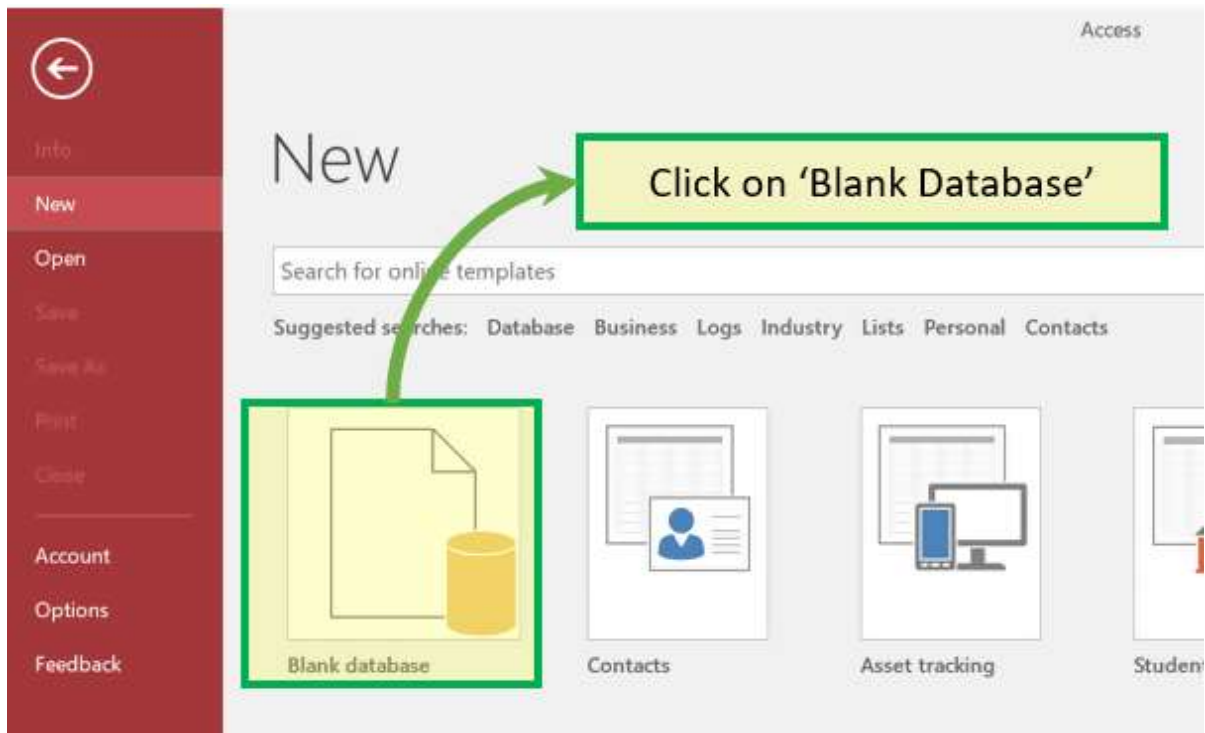 Access
Info
New
Open
Save
Save As
Print
Close
Account
Options
Feedback
New
Click on ‘Blank Database’
Search for online templates
Suggested searches: Database Business Logs Industry Lists Personal Contacts
Blank database
Contacts
Asset tracking
Student